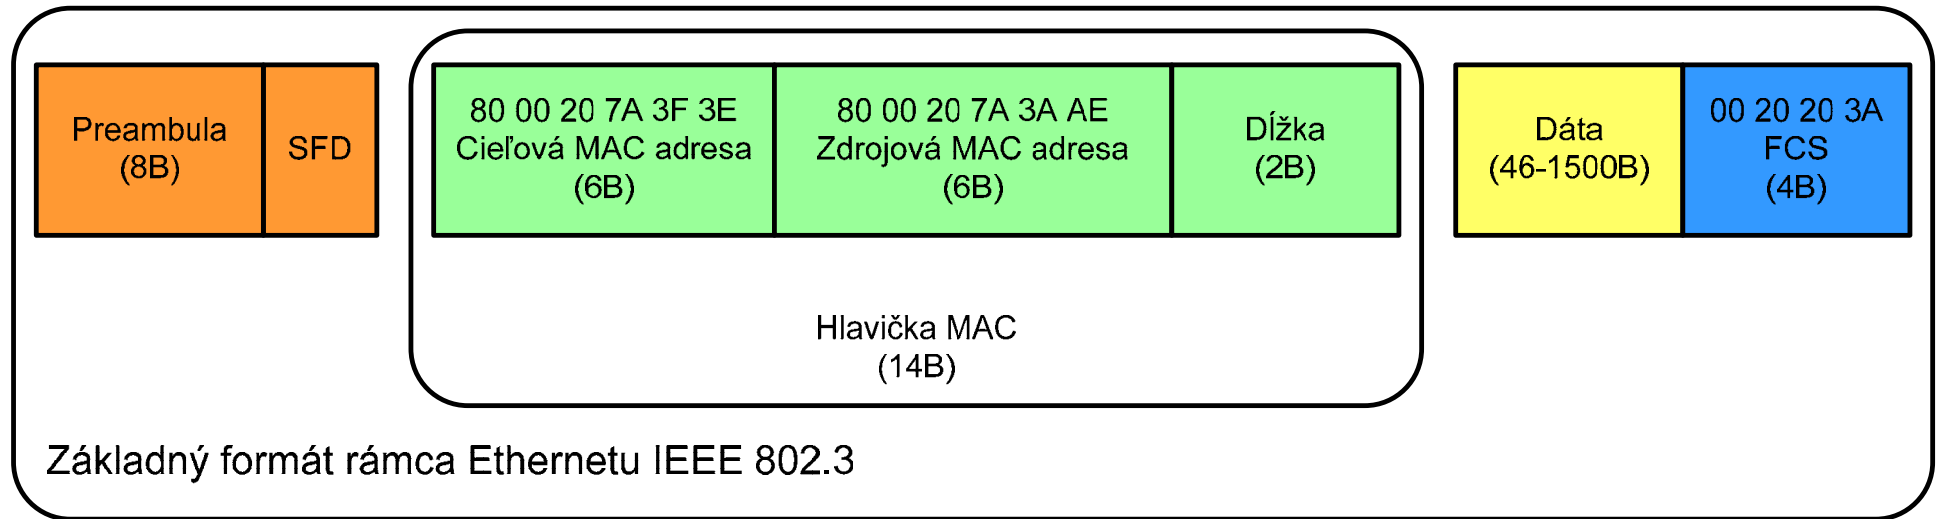 Preambula
(8B)
SFD
80 00 20 7A 3F 3E
Cieľová MAC adresa
(6B)
80 00 20 7A 3A AE
Zdrojová MAC adresa
(6B)
Dĺžka
(2B)
Dáta
(46-1500B)
00 20 20 3A
FCS
(4B)
Hlavička MAC
(14B)
Základný formát rámca Ethernetu IEEE 802.3